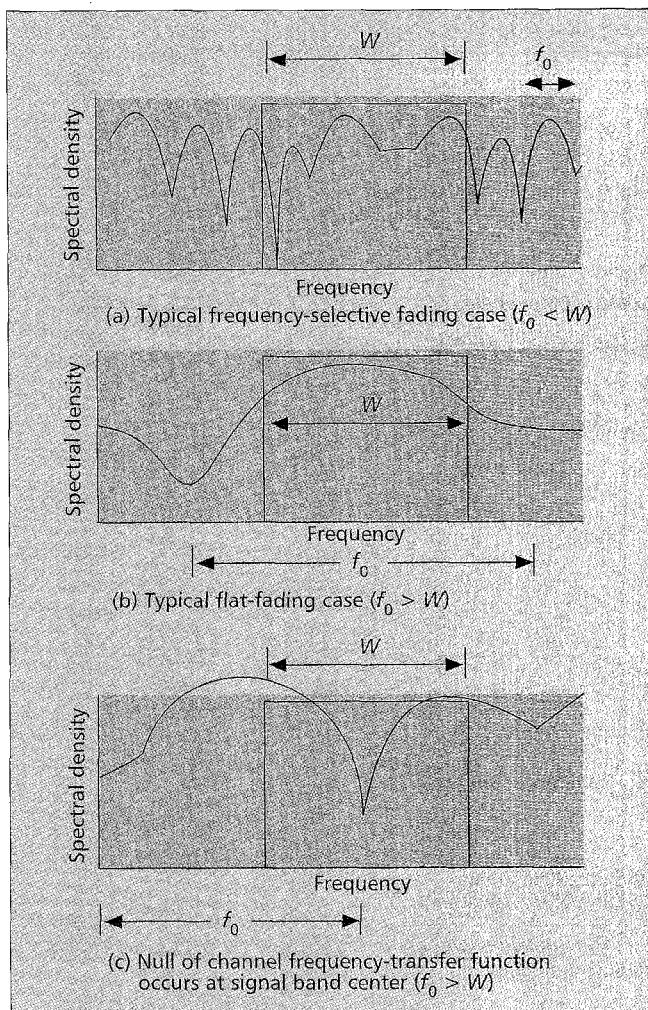 W
f₀
Spectral density
Frequency
(a) Typical frequency-selective fading case (f₀ < W)
Spectral density
W
Frequency
f₀
(b) Typical flat-fading case (f₀ > W)
W
Spectral density
Frequency
f₀
(c) Null of channel frequency-transfer function
occurs at signal band center (f₀ > W)